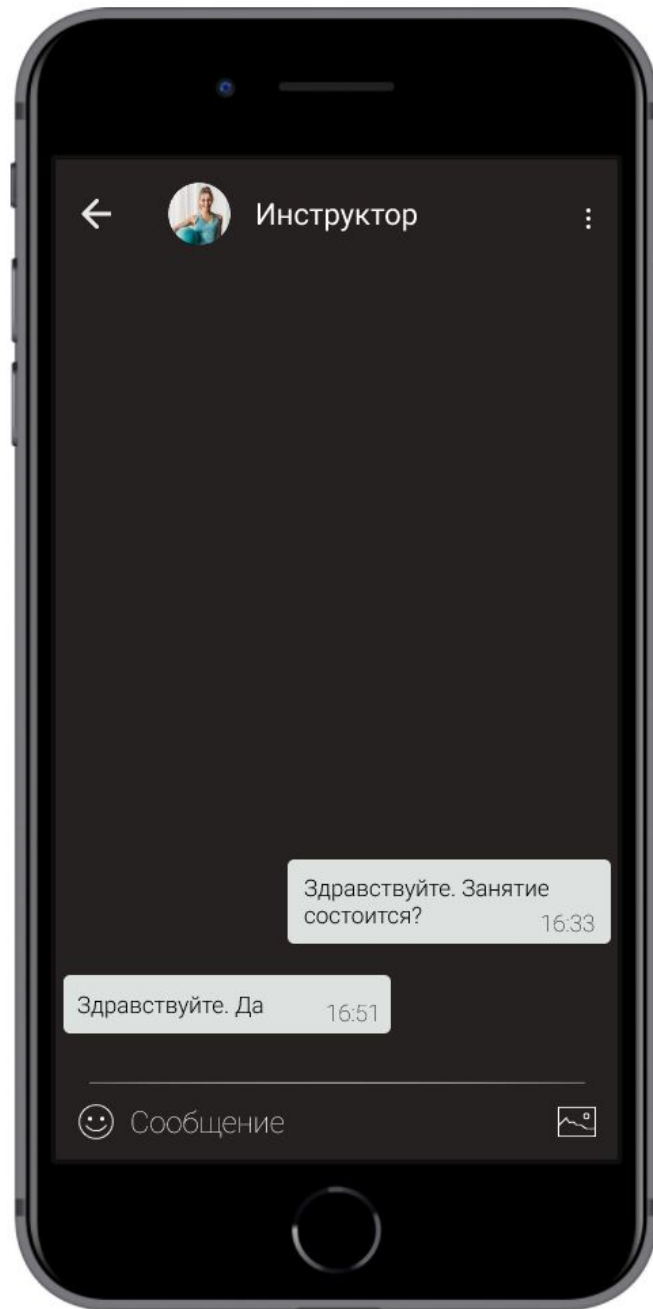 Инструктор
Здравствуйте. Занятие
состоится?
16:33
Здравствуйте. Да
16:51
Сообщение